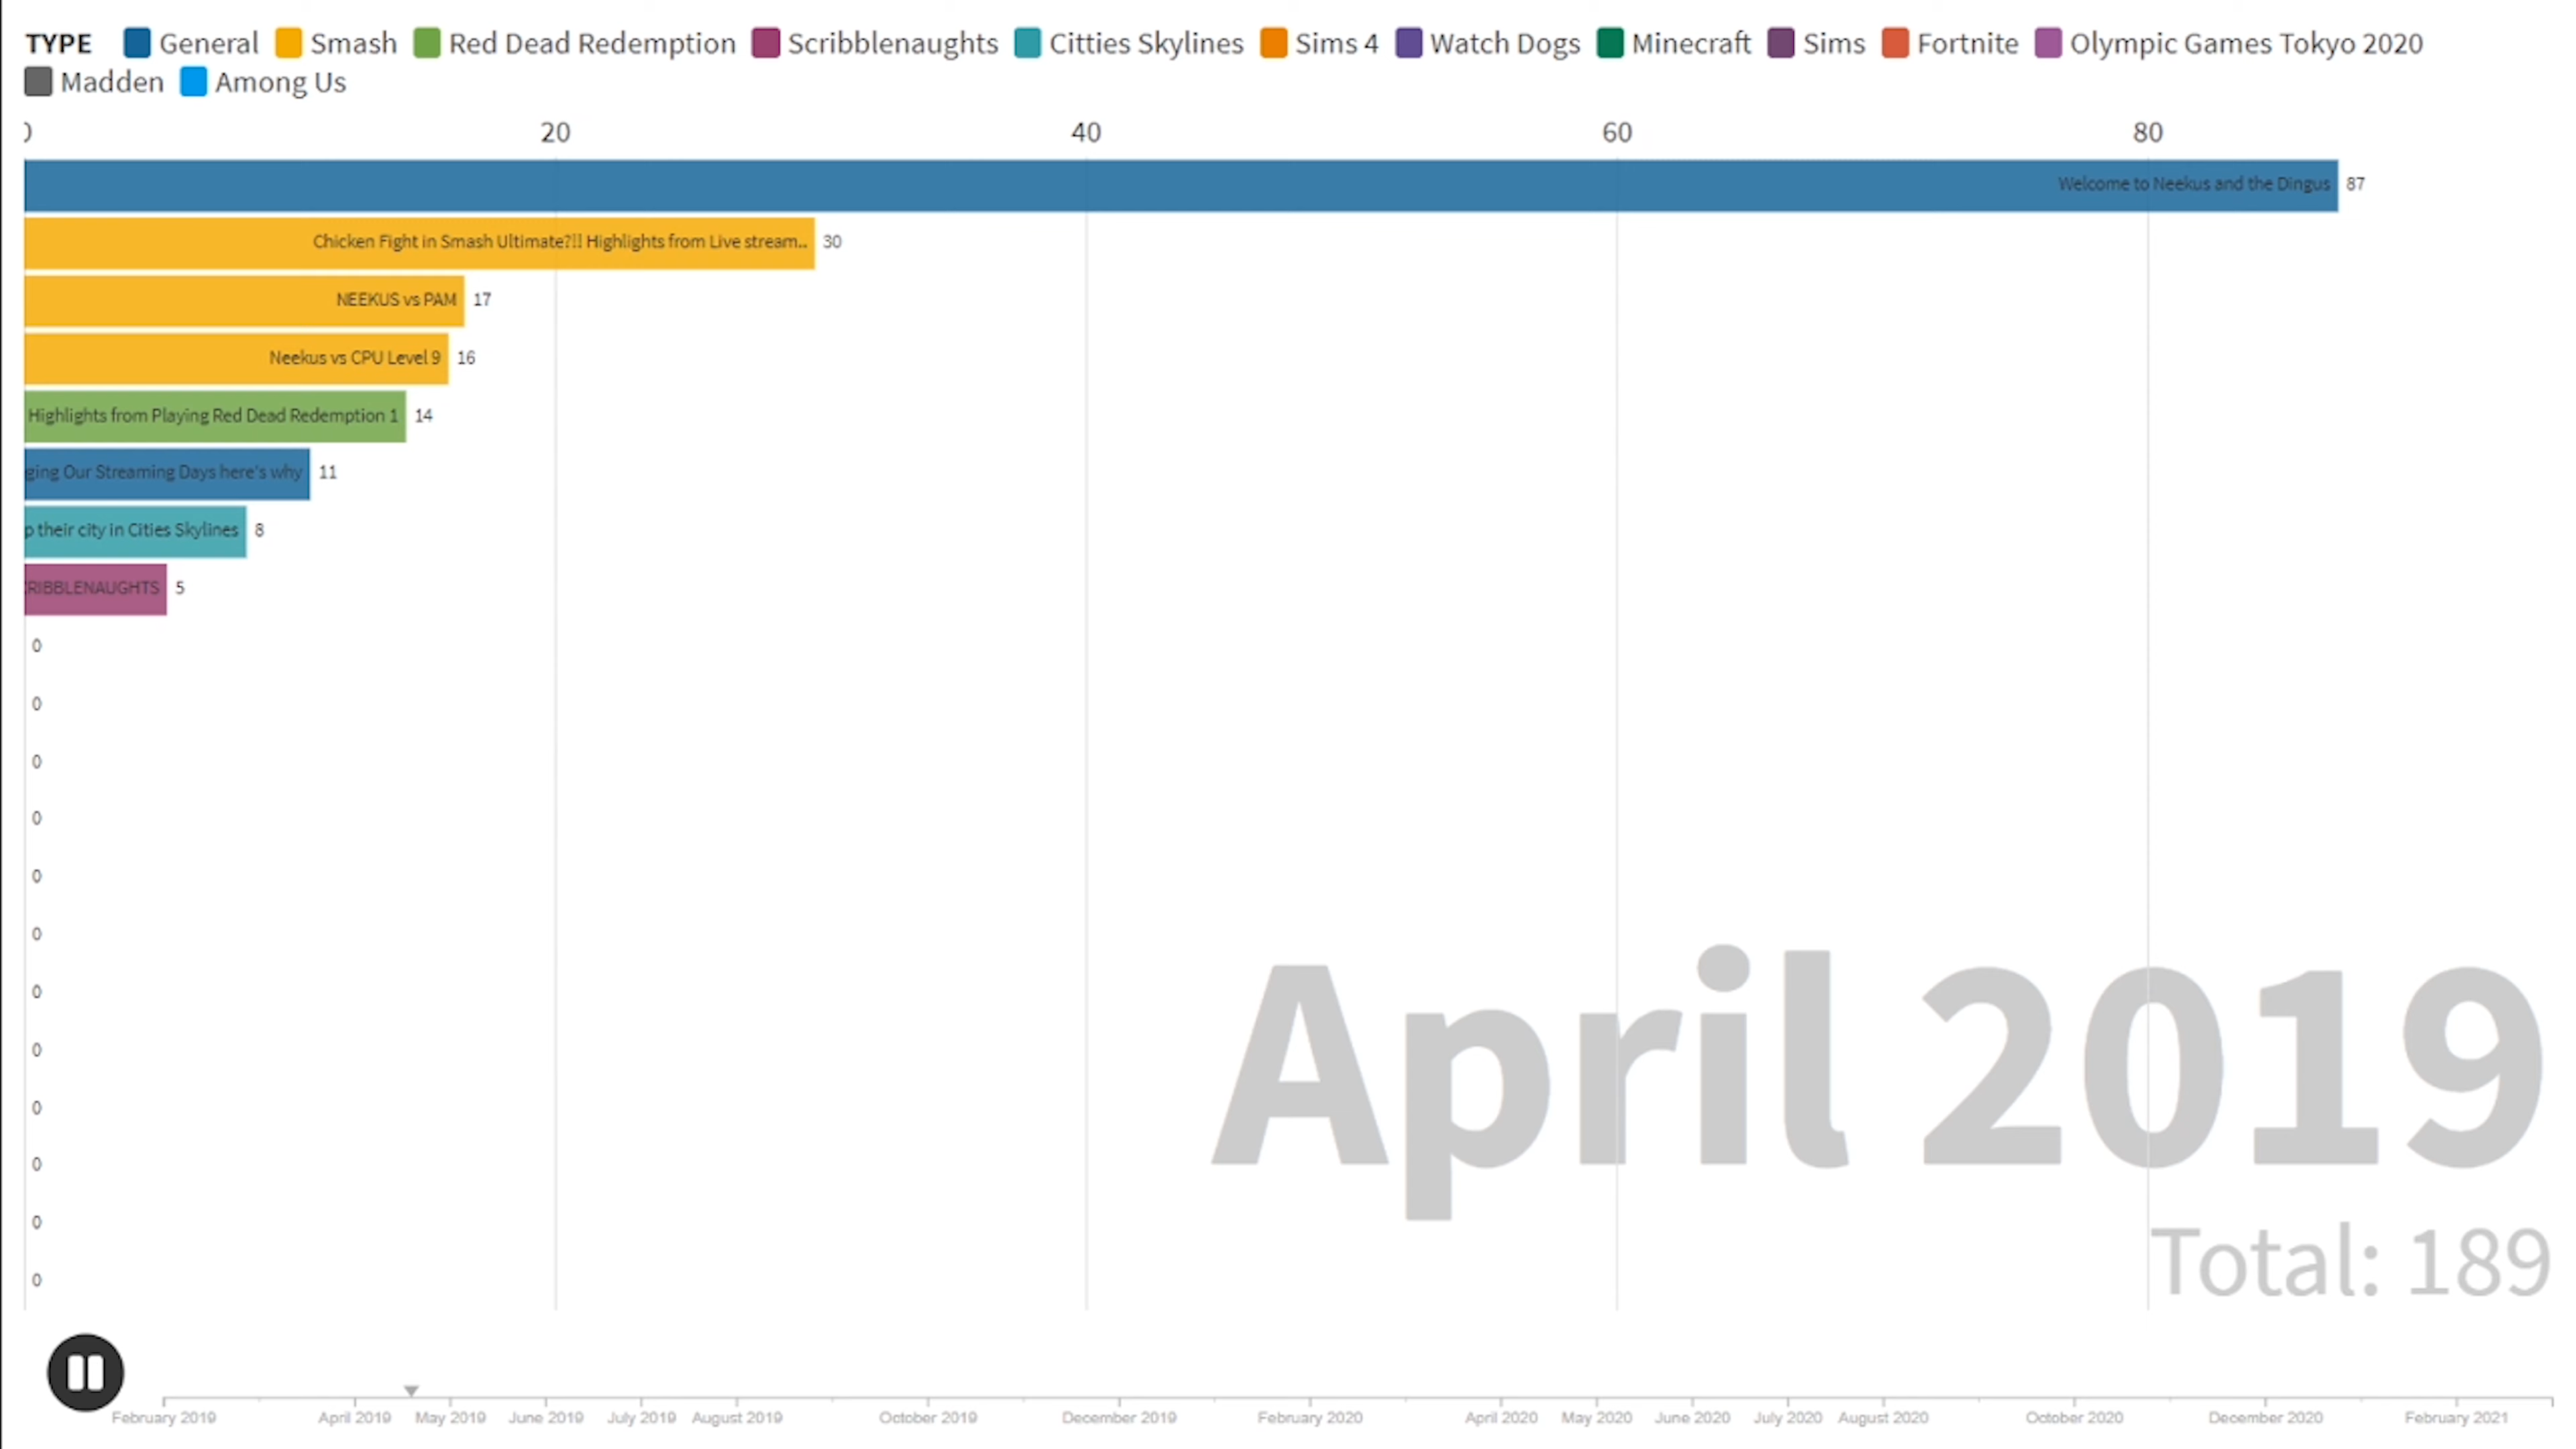 TYPE General Smash Red Dead Redemption Scribblenaughts Citties Skylines Sims 4 Watch Dogs Minecraft Sims Fortnite Olympic Games Tokyo 2020
Madden Among Us
0 20 40 60 80
Welcome to Neekus and the Dingus 87
Chicken Fight in Smash Ultimate?!! Highlights from Live stream.. 30
NEEKUS vs PAM 17
Neekus vs CPU Level 9 16
Highlights from Playing Red Dead Redemption 1 14
ging Our Streaming Days here's why 11
p their city in Cities Skylines 8
RIBBLENAUGHTS 5
0
0
0
0
0
0
0
0
0
0
0
0
April 2019
Total: 189
February 2019 April 2019 May 2019 June 2019 July 2019 August 2019 October 2019 December 2019 February 2020 April 2020 May 2020 June 2020 July 2020 August 2020 October 2020 December 2020 February 2021